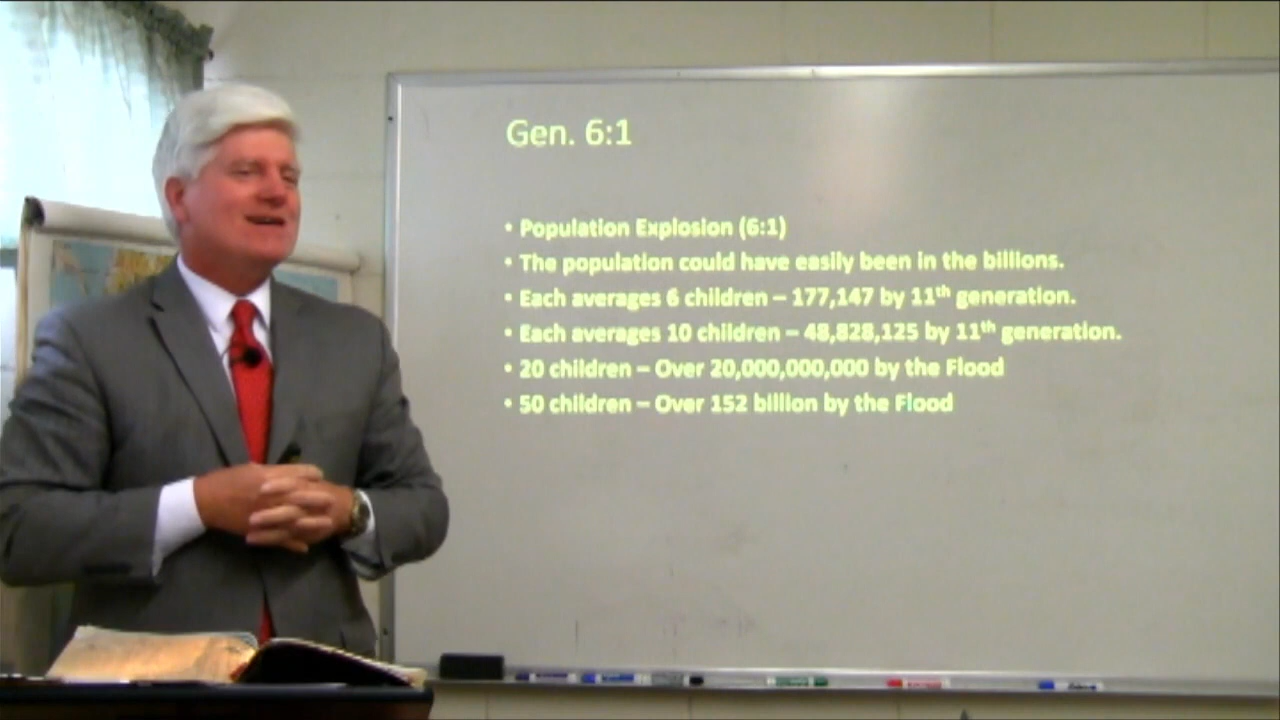 Gen. 6:1
• Population Explosion (6:1)
• The population could have easily been in the billions.
• Each averages 6 children – 177,147 by 11th generation.
• Each averages 10 children – 48,828,125 by 11th generation.
• 20 children – Over 20,000,000,000 by the Flood
• 50 children – Over 152 billion by the Flood